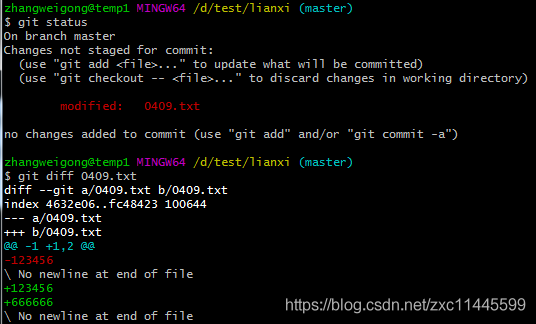 zhangweigong@temp1 MINGW64 /d/test/lianxi (master)
$ git status
On branch master
Changes not staged for commit:
  (use "git add <file>..." to update what will be committed)
  (use "git checkout -- <file>..." to discard changes in working directory)
        modified:   0409.txt
no changes added to commit (use "git add" and/or "git commit -a")
zhangweigong@temp1 MINGW64 /d/test/lianxi (master)
$ git diff 0409.txt
diff --git a/0409.txt b/0409.txt
index 4632e06..fc48423 100644
--- a/0409.txt
+++ b/0409.txt
@@ -1 +1,2 @@
-123456
\ No newline at end of file
+123456
+666666
\ No newline at end of file
https://blog.csdn.net/zxc11445599